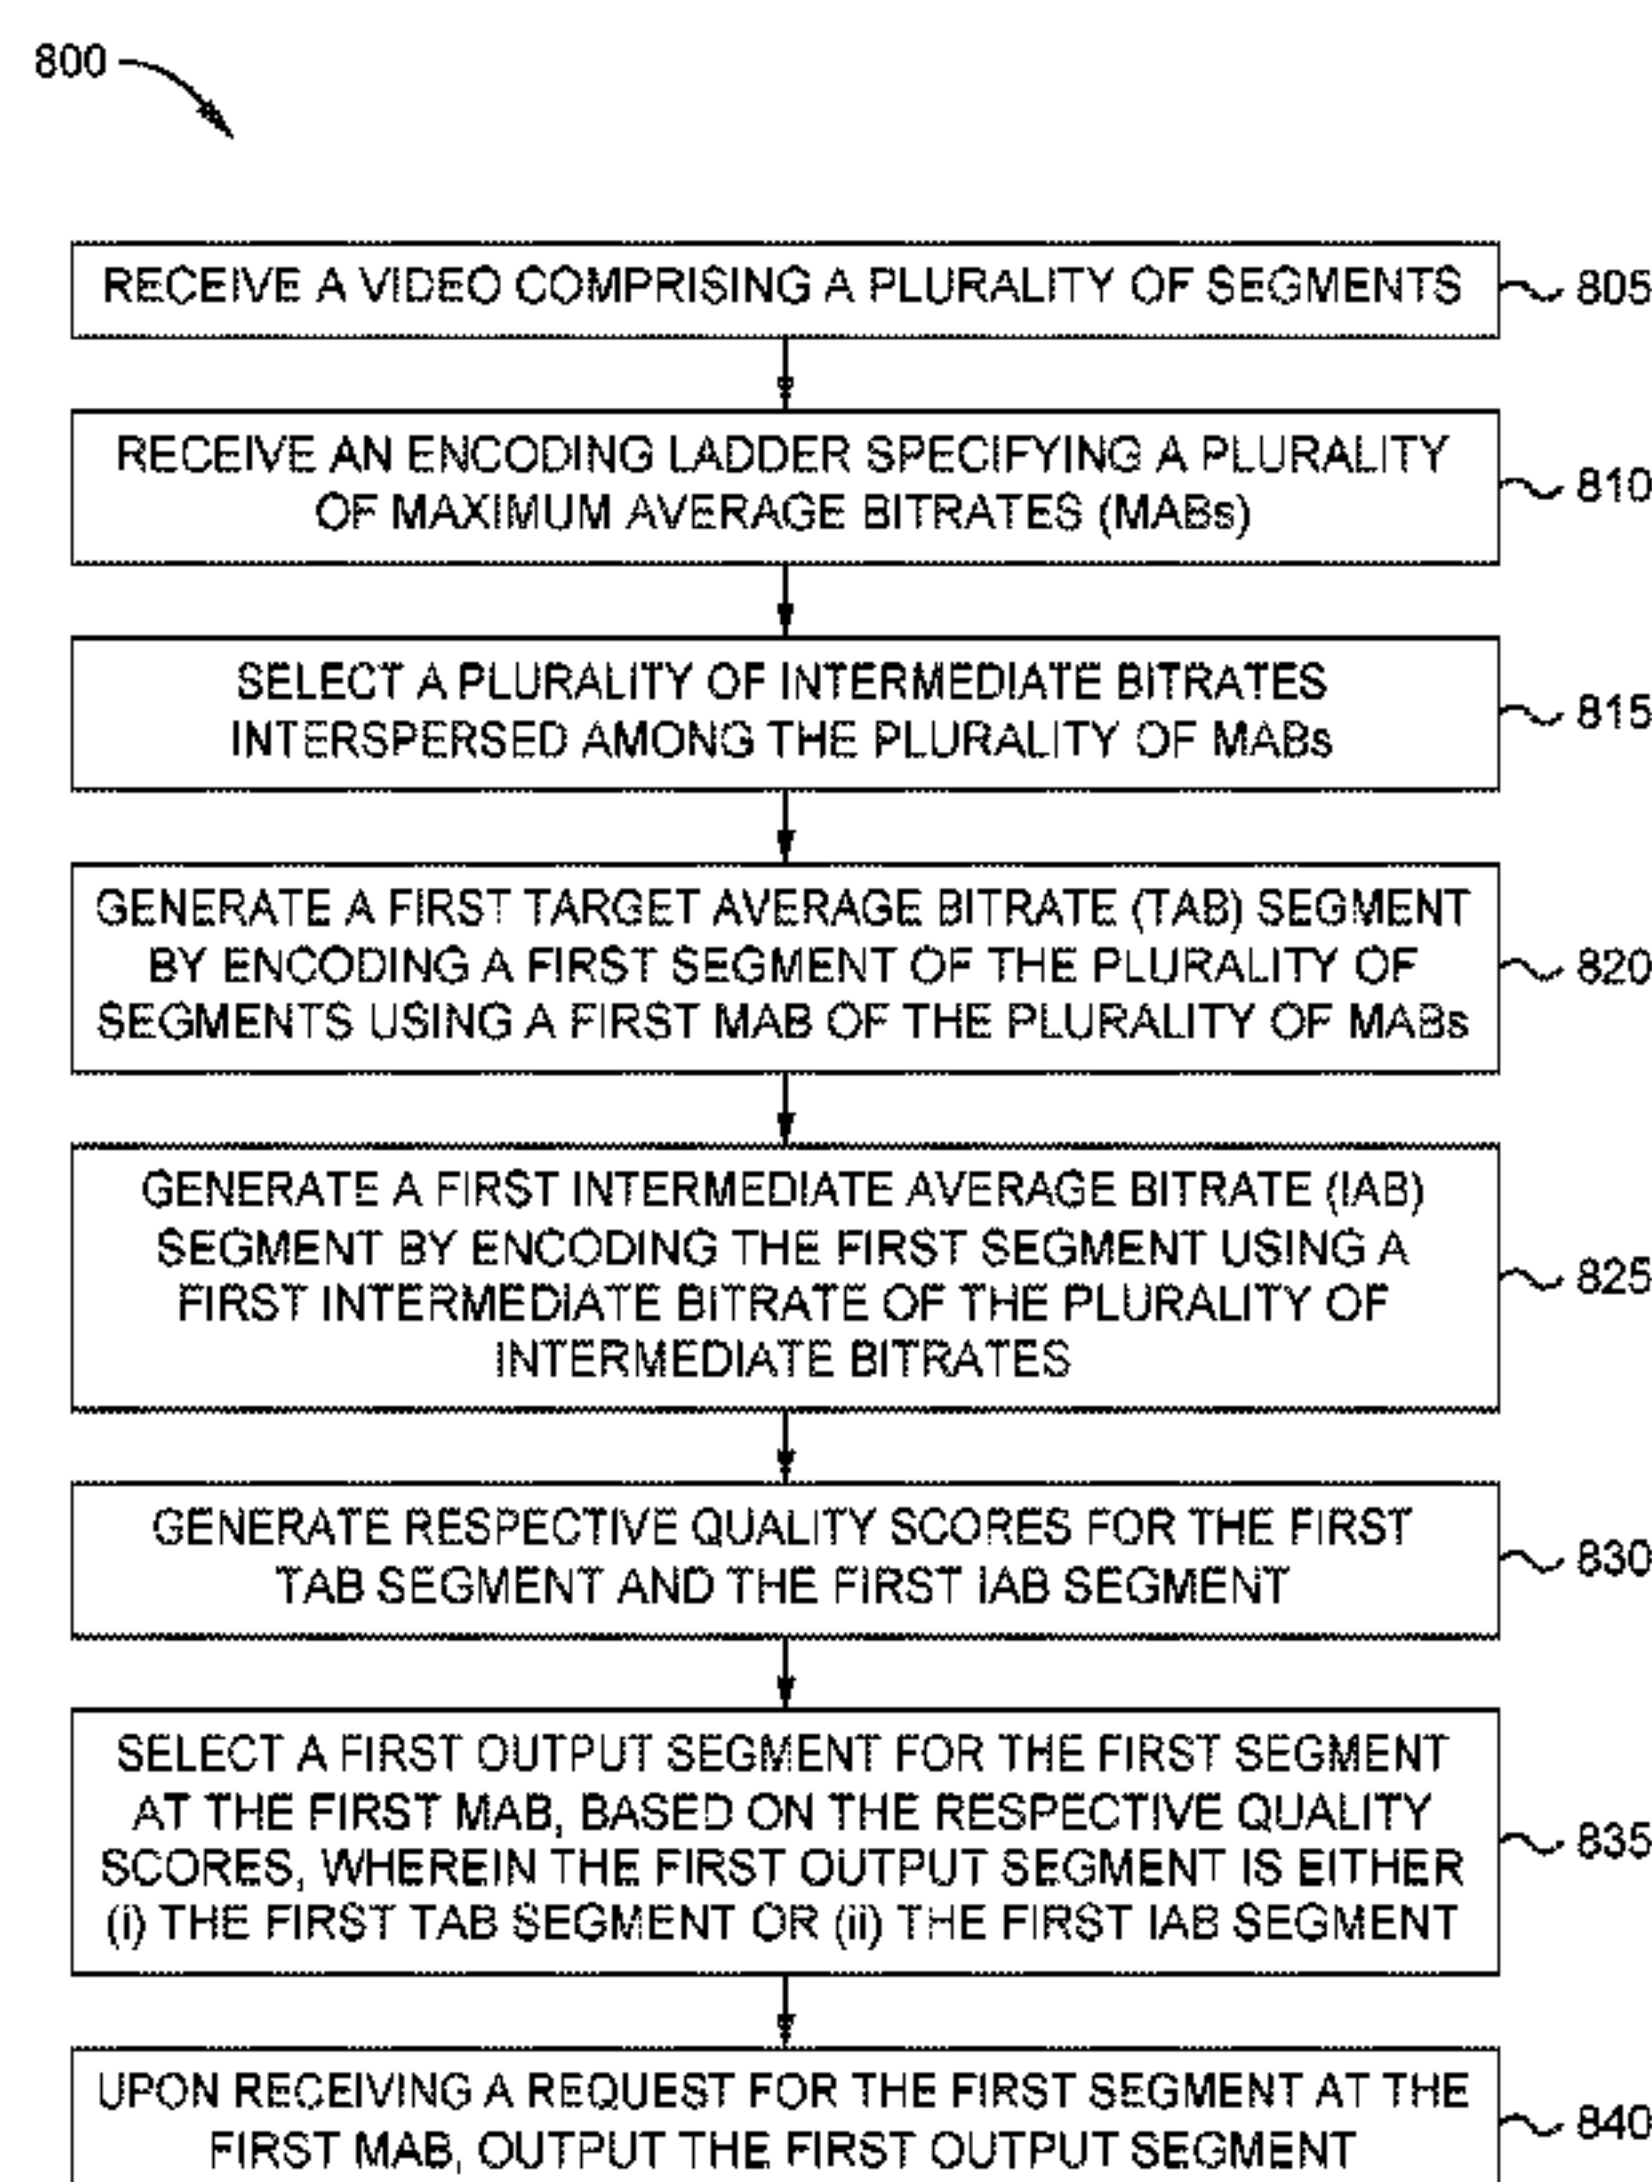 800
RECEIVE A VIDEO COMPRISING A PLURALITY OF SEGMENTS
805
RECEIVE AN ENCODING LADDER SPECIFYING A PLURALITY
OF MAXIMUM AVERAGE BITRATES (MABs)
810
SELECT A PLURALITY OF INTERMEDIATE BITRATES
INTERSPERSED AMONG THE PLURALITY OF MABs
815
GENERATE A FIRST TARGET AVERAGE BITRATE (TAB) SEGMENT
BY ENCODING A FIRST SEGMENT OF THE PLURALITY OF
SEGMENTS USING A FIRST MAB OF THE PLURALITY OF MABs
820
GENERATE A FIRST INTERMEDIATE AVERAGE BITRATE (IAB)
SEGMENT BY ENCODING THE FIRST SEGMENT USING A
FIRST INTERMEDIATE BITRATE OF THE PLURALITY OF
INTERMEDIATE BITRATES
825
GENERATE RESPECTIVE QUALITY SCORES FOR THE FIRST
TAB SEGMENT AND THE FIRST IAB SEGMENT
830
SELECT A FIRST OUTPUT SEGMENT FOR THE FIRST SEGMENT
AT THE FIRST MAB, BASED ON THE RESPECTIVE QUALITY
SCORES, WHEREIN THE FIRST OUTPUT SEGMENT IS EITHER
(i) THE FIRST TAB SEGMENT OR (ii) THE FIRST IAB SEGMENT
835
UPON RECEIVING A REQUEST FOR THE FIRST SEGMENT AT THE
FIRST MAB, OUTPUT THE FIRST OUTPUT SEGMENT
840